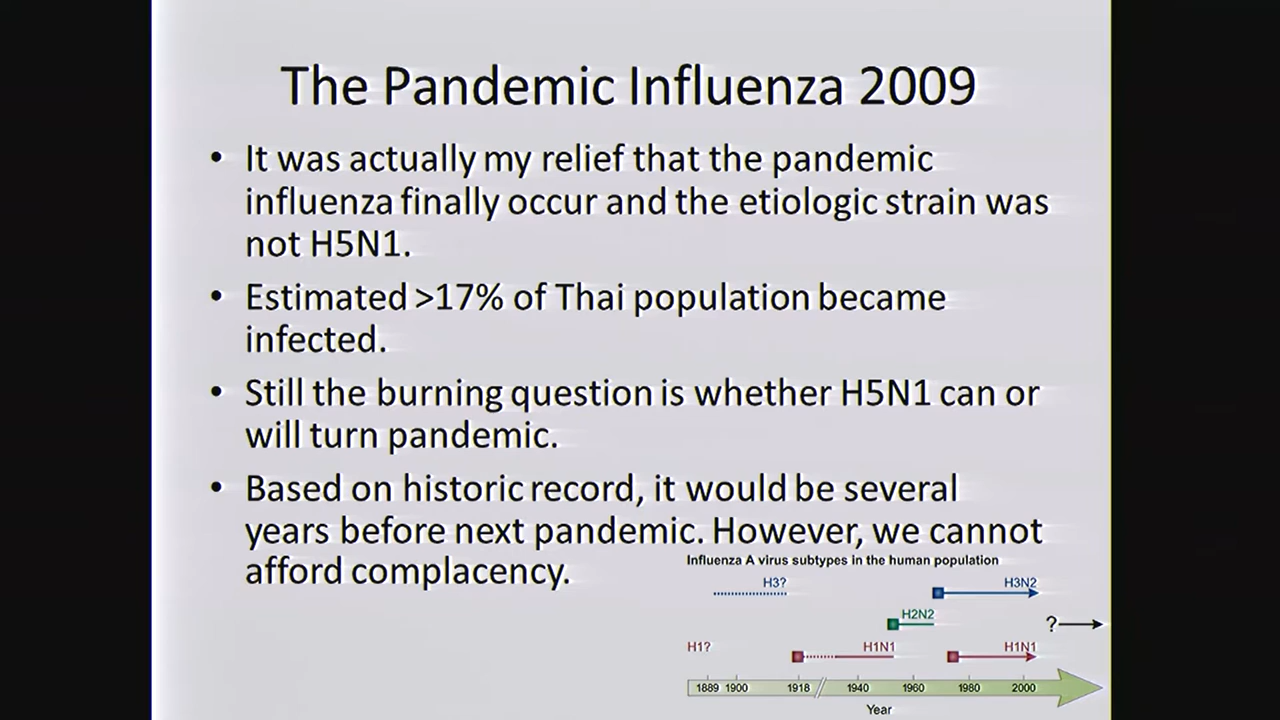 The Pandemic Influenza 2009
• It was actually my relief that the pandemic
influenza finally occur and the etiologic strain was
not H5N1.
• Estimated >17% of Thai population became
infected.
• Still the burning question is whether H5N1 can or
will turn pandemic.
• Based on historic record, it would be several
years before next pandemic. However, we cannot
afford complacency.
Influenza A virus subtypes in the human population
H3? H3N2
H2N2 ?
H1? H1N1 H1N1
1889 1900 1918 1940 1960 1980 2000
Year